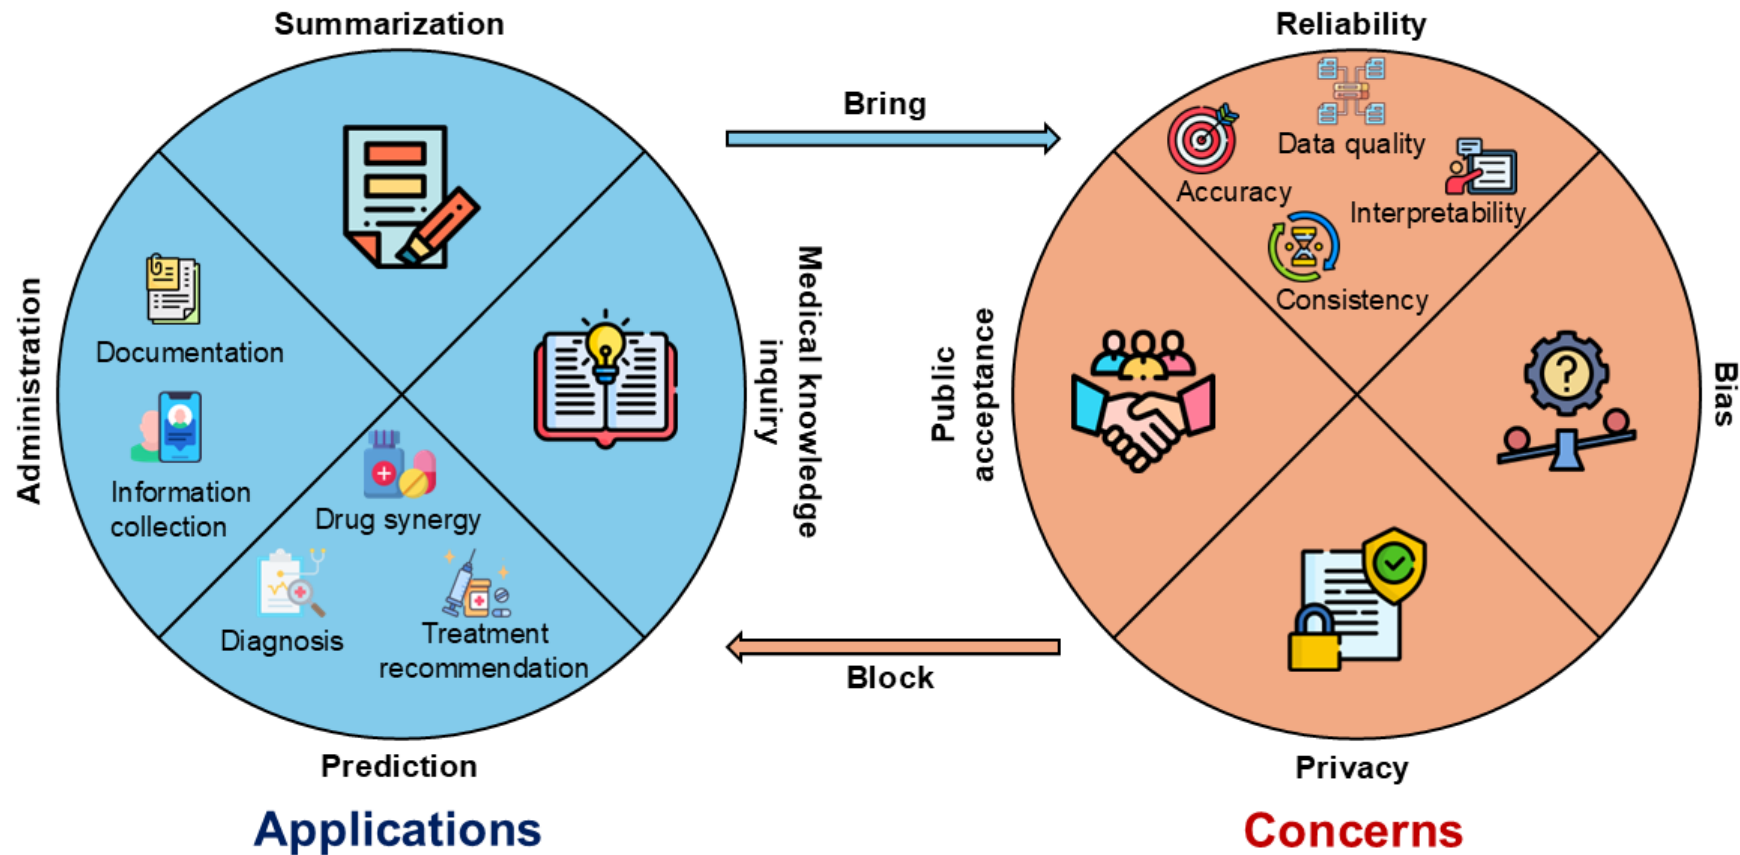 Summarization
Administration
Documentation
Information
collection
Drug synergy
Diagnosis
Treatment
recommendation
Medical knowledge
inquiry
Prediction
Applications
Bring
Block
Reliability
Data quality
Accuracy
Interpretability
Consistency
Public
acceptance
?
Bias
Privacy
Concerns